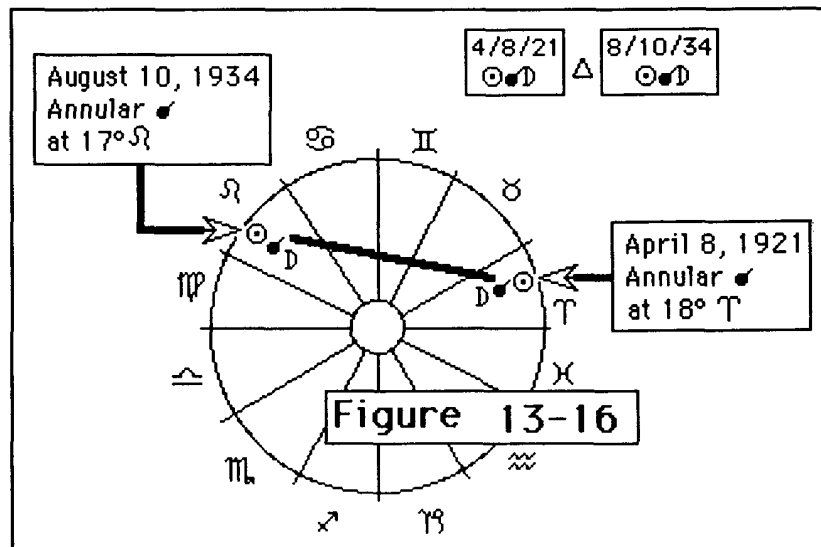 4/8/21
☉☌D
△
8/10/34
☉☌D
August 10, 1934
Annular ☌
at 17° ♌
♋
♊
♌
♉
☉☌D
D☌☉
April 8, 1921
Annular ☌
at 18° ♈
♍
♈
♎
♓
Figure 13-16
♏
♒
♐
♑